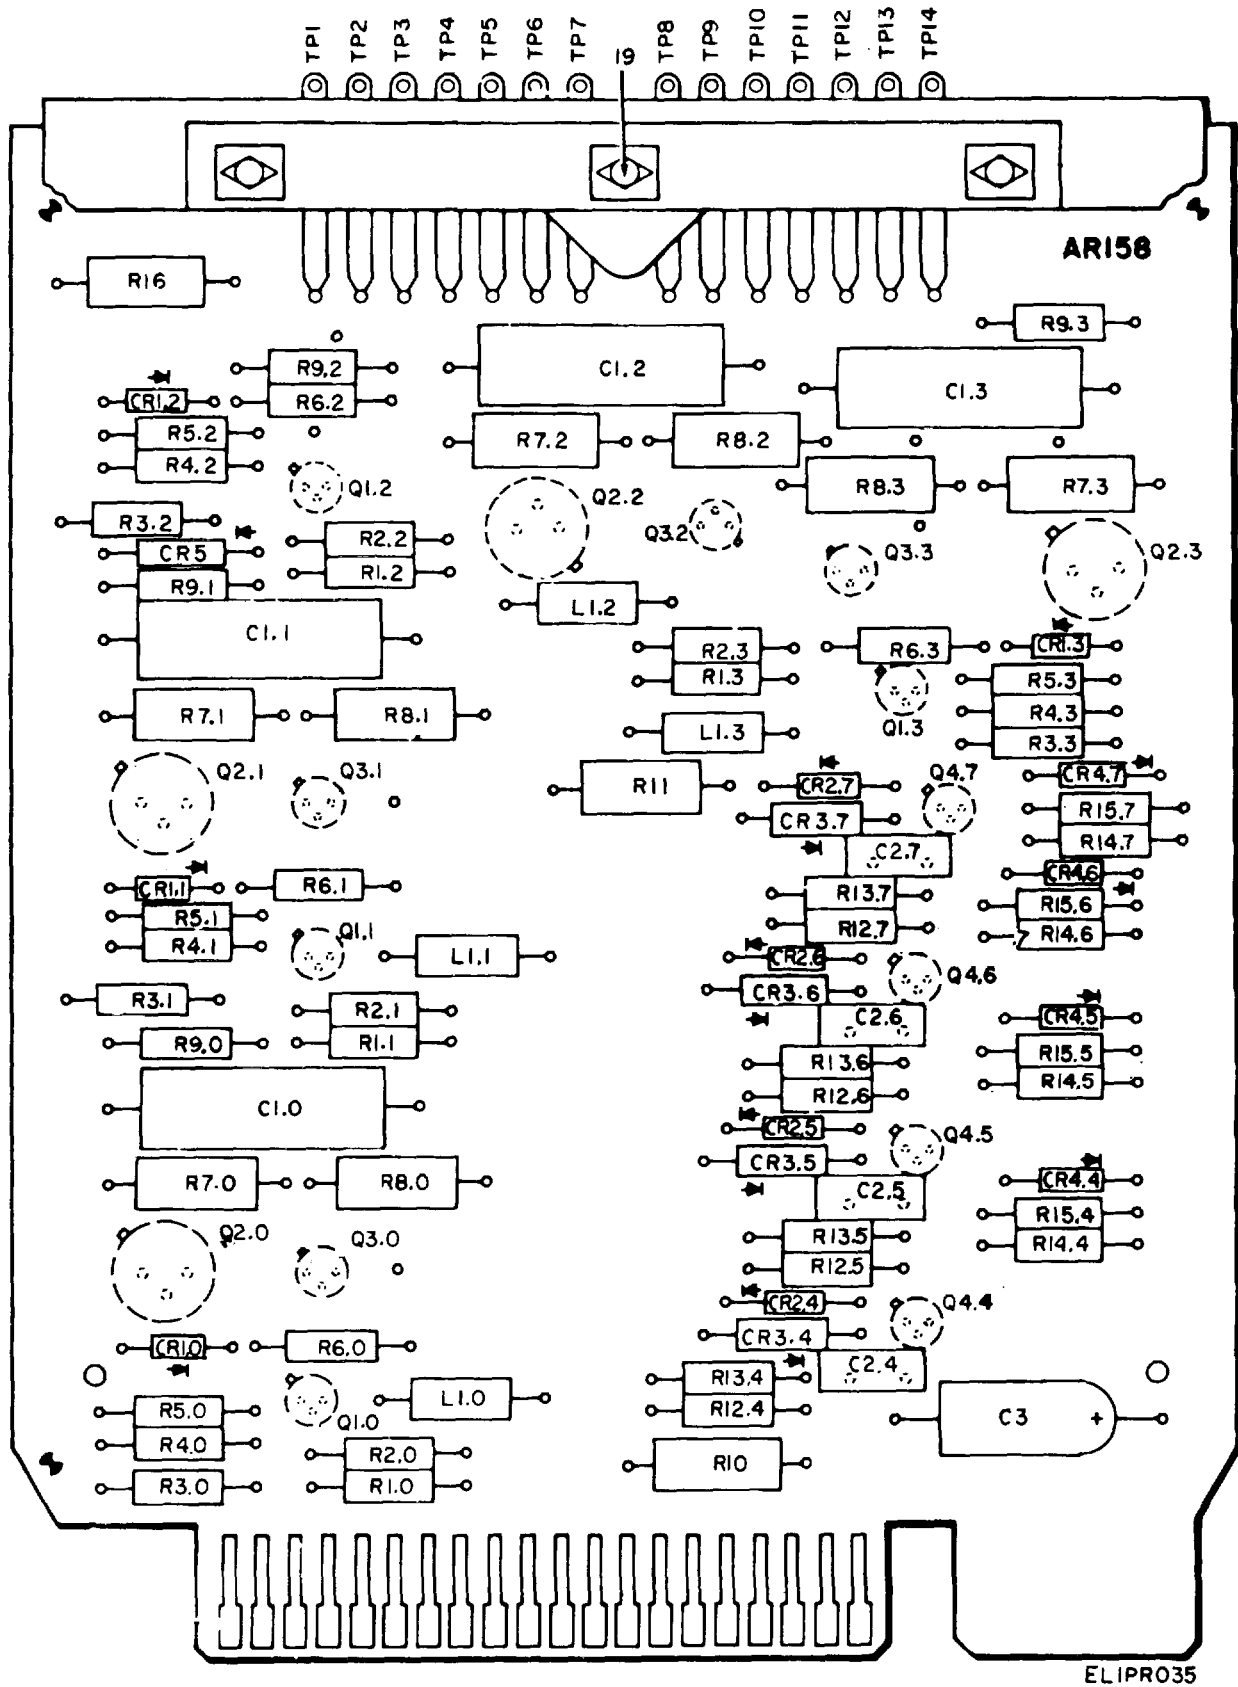 TP1 TP2 TP3 TP4 TP5 TP6 TP7 19 TP8 TP9 TP10 TP11 TP12 TP13 TP14
AR158
R16
R9.3
R9.2 C1.2
C1.3
CR1.2 R6.2
R5.2 R7.2 R8.2
R4.2
Q1.2 R8.3 R7.3
Q2.2
R3.2 Q3.2
R2.2
CR5 Q3.3 Q2.3
R1.2
R9.1
L1.2
C1.1
R2.3 R6.3 CR1.3
R1.3 R5.3
R7.1 R8.1 R4.3
L1.3 Q1.3
R3.3
Q2.1 Q3.1 Q4.7 CR4.7
R11 CR2.7
R15.7
CR3.7
R14.7
C2.7
CR4.6
CR1.1 R6.1 R13.7
R15.6
R5.1
R12.7
R4.1 Q1.1 R14.6
L1.1 CR2.6
Q4.6
R3.1 CR3.6
R2.1 C2.6 CR4.5
R9.0 R1.1
R15.5
R13.6
R14.5
R12.6
C1.0
CR2.5
Q4.5
CR3.5
R7.0 R8.0 CR4.4
C2.5
R15.4
Q2.0 Q3.0 R13.5
R14.4
R12.5
CR2.4 Q4.4
CR3.4
CR1.0 R6.0
C2.4
R13.4
L1.0
R5.0 R12.4
Q1.0 C3 +
R4.0
R2.0
R10
R3.0 R1.0
EL1PR035